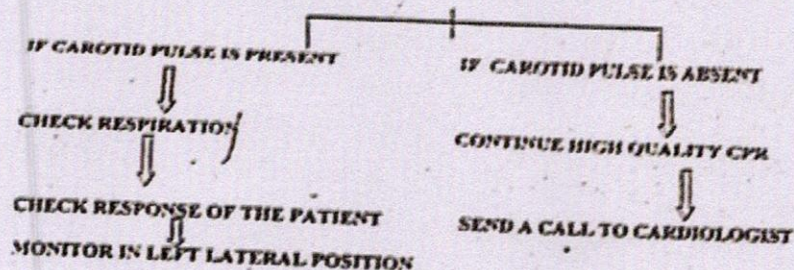 IF CAROTID PULSE IS PRESENT
IF CAROTID PULSE IS ABSENT
CHECK RESPIRATION
CONTINUE HIGH QUALITY CPR
CHECK RESPONSE OF THE PATIENT
SEND A CALL TO CARDIOLOGIST
MONITOR IN LEFT LATERAL POSITION